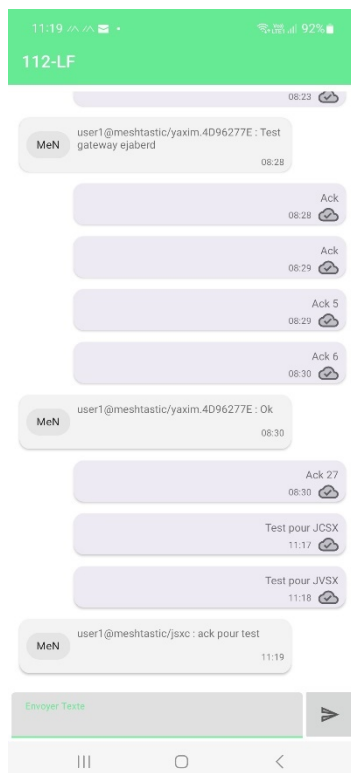 11:19
92%
112-LF
08:23
MeN
user1@meshtastic/yaxim.4D96277E : Test
gateway ejaberd
08:28
Ack
08:28
Ack
08:29
Ack 5
08:29
Ack 6
08:30
MeN
user1@meshtastic/yaxim.4D96277E : Ok
08:30
Ack 27
08:30
Test pour JCSX
11:17
Test pour JVSX
11:18
MeN
user1@meshtastic/jsxc : ack pour test
11:19
Envoyer Texte